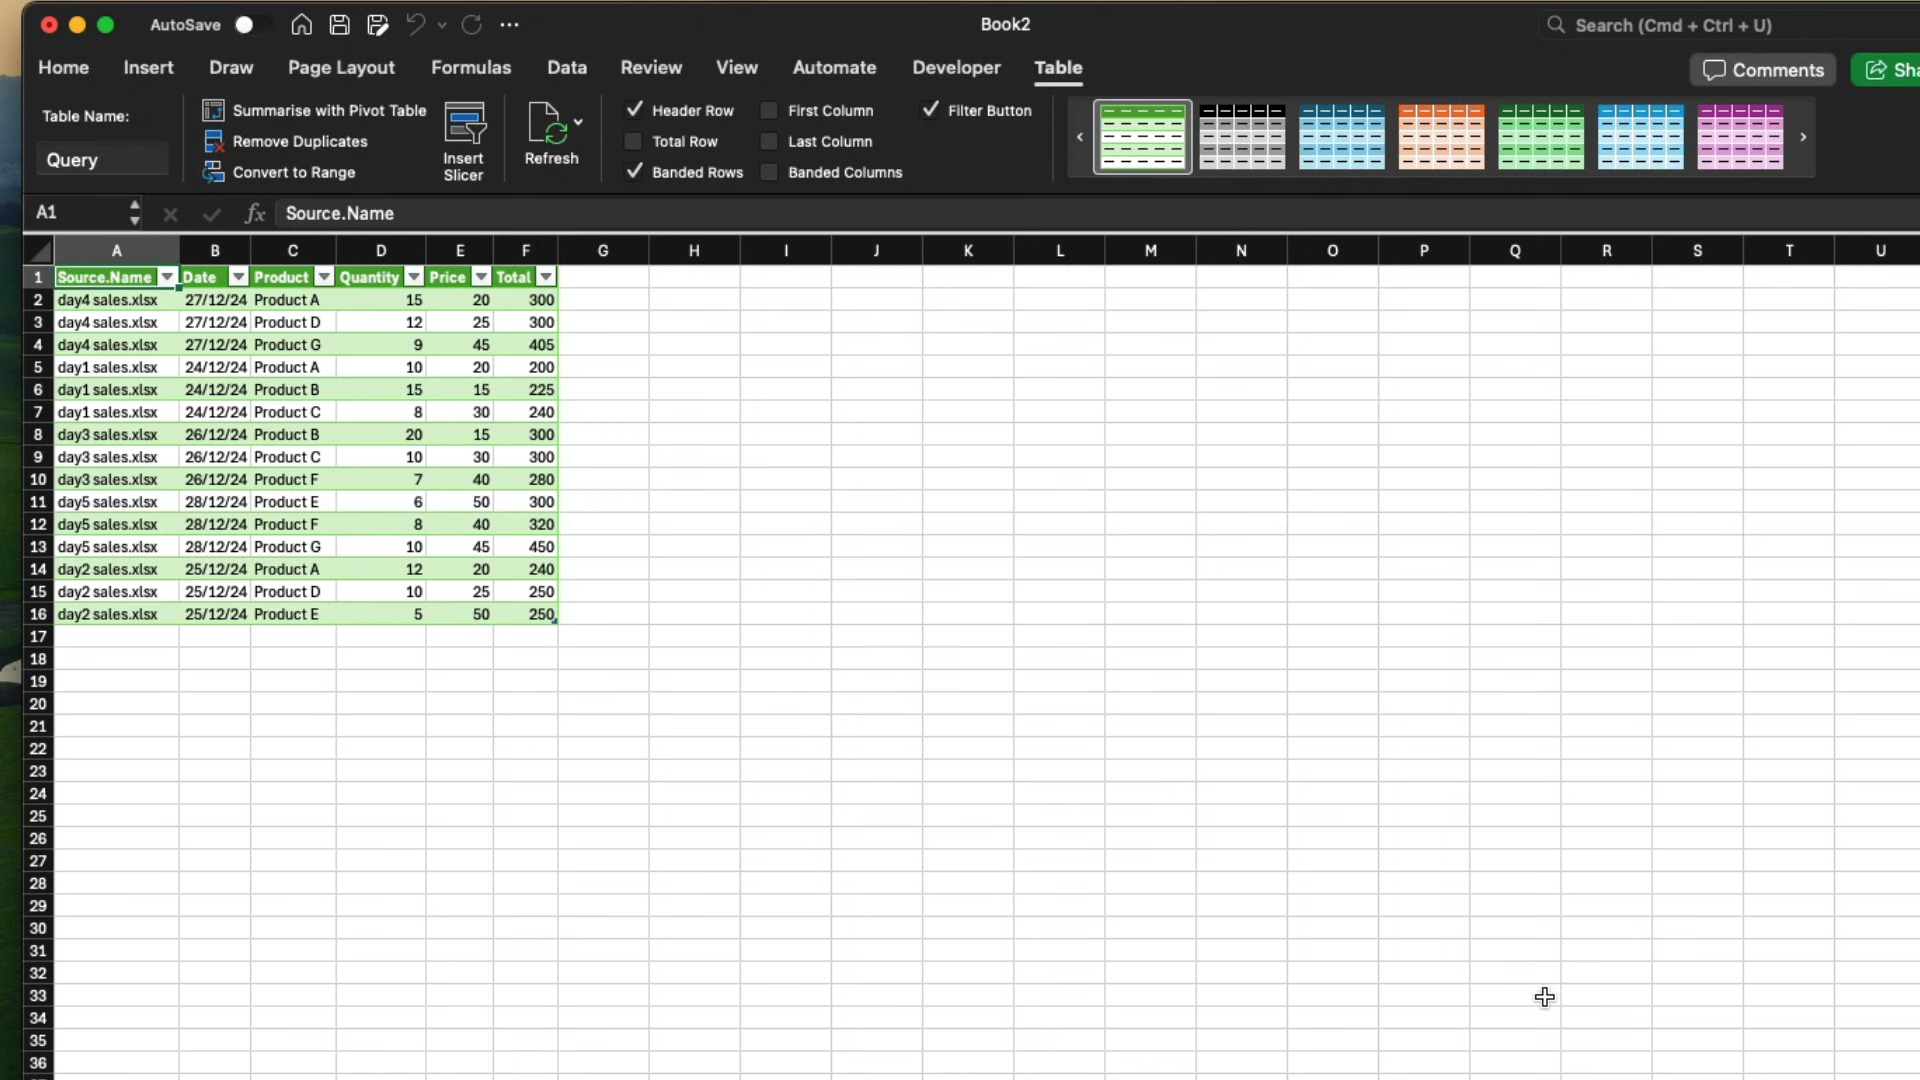 AutoSave Book2 Search (Cmd + Ctrl + U)
Home Insert Draw Page Layout Formulas Data Review View Automate Developer Table Comments
Table Name: Summarise with Pivot Table Header Row First Column Filter Button
Remove Duplicates Total Row Last Column
Query Insert Slicer Refresh
Convert to Range Banded Rows Banded Columns
A1 fx Source.Name
A B C D E F G H I J K L M N O P Q R S T U
1 Source.Name Date Product Quantity Price Total
2 day4 sales.xlsx 27/12/24 Product A 15 20 300
3 day4 sales.xlsx 27/12/24 Product D 12 25 300
4 day4 sales.xlsx 27/12/24 Product G 9 45 405
5 day1 sales.xlsx 24/12/24 Product A 10 20 200
6 day1 sales.xlsx 24/12/24 Product B 15 15 225
7 day1 sales.xlsx 24/12/24 Product C 8 30 240
8 day3 sales.xlsx 26/12/24 Product B 20 15 300
9 day3 sales.xlsx 26/12/24 Product C 10 30 300
10 day3 sales.xlsx 26/12/24 Product F 7 40 280
11 day5 sales.xlsx 28/12/24 Product E 6 50 300
12 day5 sales.xlsx 28/12/24 Product F 8 40 320
13 day5 sales.xlsx 28/12/24 Product G 10 45 450
14 day2 sales.xlsx 25/12/24 Product A 12 20 240
15 day2 sales.xlsx 25/12/24 Product D 10 25 250
16 day2 sales.xlsx 25/12/24 Product E 5 50 250
17
18
19
20
21
22
23
24
25
26
27
28
29
30
31
32
33
34
35
36